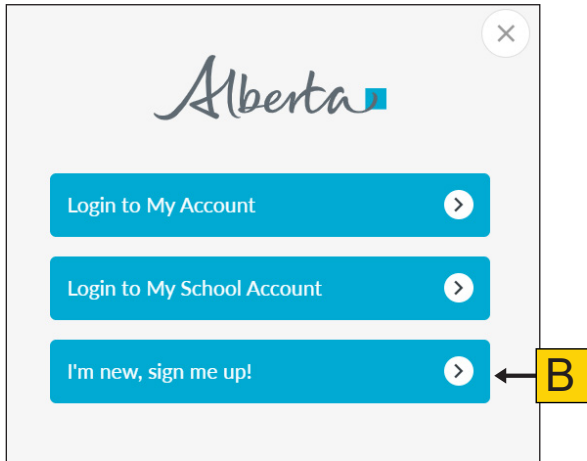 Alberta
Login to My Account
Login to My School Account
I'm new, sign me up!
B